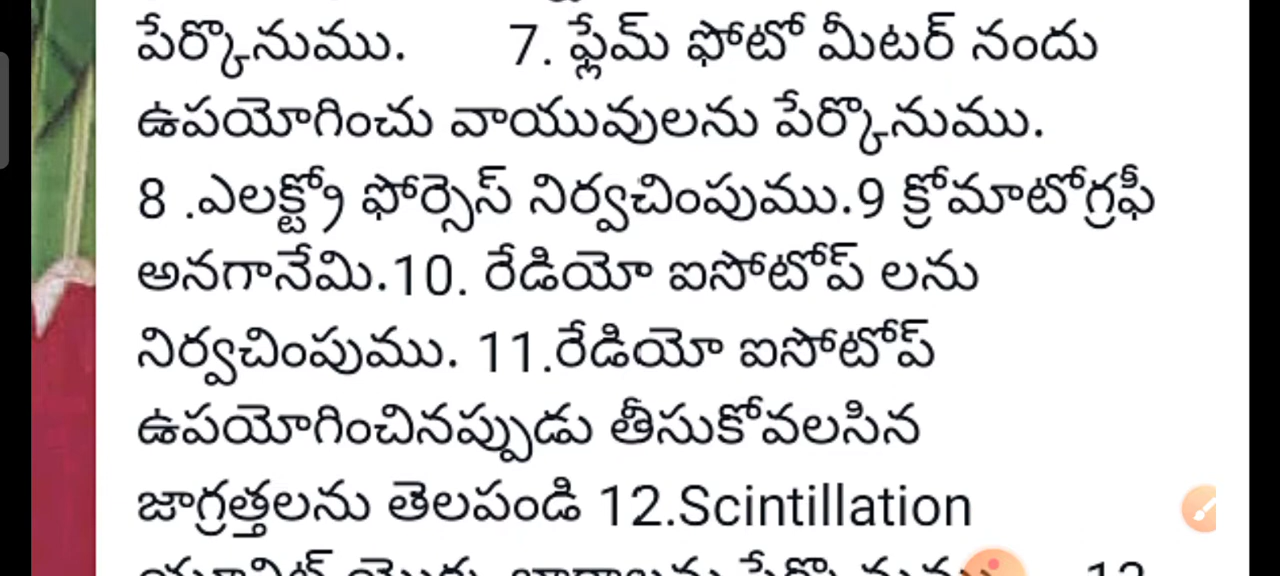 పేర్కొనుము. 7. ఫ్లేమ్ ఫోటో మీటర్ నందు
ఉపయోగించు వాయువులను పేర్కొనుము.
8 .ఎలక్ట్రో ఫోర్సెస్ నిర్వచింపుము.9 క్రోమాటోగ్రఫీ
అనగానేమి.10. రేడియో ఐసోటోప్ లను
నిర్వచింపుము. 11.రేడియో ఐసోటోప్
ఉపయోగించినప్పుడు తీసుకోవలసిన
జాగ్రత్తలను తెలపండి 12.Scintillation